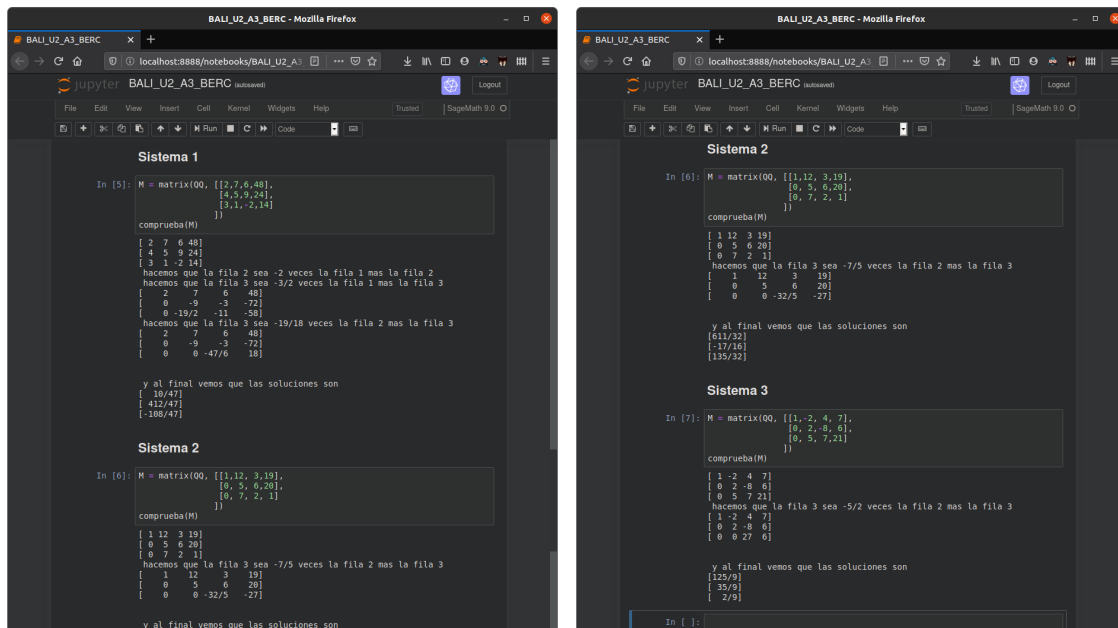 BALI_U2_A3_BERC - Mozilla Firefox
BALI_U2_A3_BERC × +
localhost:8888/notebooks/BALI_U2_A3
jupyter BALI_U2_A3_BERC (autosaved) Logout
File Edit View Insert Cell Kernel Widgets Help Trusted SageMath 9.0
Run Code
Sistema 1
In [5]: M = matrix(QQ, [[2,7,6,48],
[4,5,9,24],
[3,1,-2,14]
])
comprueba(M)
[ 2 7 6 48]
[ 4 5 9 24]
[ 3 1 -2 14]
hacemos que la fila 2 sea -2 veces la fila 1 mas la fila 2
hacemos que la fila 3 sea -3/2 veces la fila 1 mas la fila 3
[ 2 7 6 48]
[ 0 -9 -3 -72]
[ 0 -19/2 -11 -58]
hacemos que la fila 3 sea -19/18 veces la fila 2 mas la fila 3
[ 2 7 6 48]
[ 0 -9 -3 -72]
[ 0 0 -47/6 18]
y al final vemos que las soluciones son
[ 10/47]
[ 412/47]
[-108/47]
Sistema 2
In [6]: M = matrix(QQ, [[1,12, 3,19],
[0, 5, 6,20],
[0, 7, 2, 1]
])
comprueba(M)
[ 1 12 3 19]
[ 0 5 6 20]
[ 0 7 2 1]
hacemos que la fila 3 sea -7/5 veces la fila 2 mas la fila 3
[ 1 12 3 19]
[ 0 5 6 20]
[ 0 0 -32/5 -27]
y al final vemos que las soluciones son
BALI_U2_A3_BERC - Mozilla Firefox
BALI_U2_A3_BERC × +
localhost:8888/notebooks/BALI_U2_A3
jupyter BALI_U2_A3_BERC (autosaved) Logout
File Edit View Insert Cell Kernel Widgets Help Trusted SageMath 9.0
Run Code
Sistema 2
In [6]: M = matrix(QQ, [[1,12, 3,19],
[0, 5, 6,20],
[0, 7, 2, 1]
])
comprueba(M)
[ 1 12 3 19]
[ 0 5 6 20]
[ 0 7 2 1]
hacemos que la fila 3 sea -7/5 veces la fila 2 mas la fila 3
[ 1 12 3 19]
[ 0 5 6 20]
[ 0 0 -32/5 -27]
y al final vemos que las soluciones son
[611/32]
[-17/16]
[135/32]
Sistema 3
In [7]: M = matrix(QQ, [[1,-2, 4, 7],
[0, 2,-8, 6],
[0, 5, 7,21]
])
comprueba(M)
[ 1 -2 4 7]
[ 0 2 -8 6]
[ 0 5 7 21]
hacemos que la fila 3 sea -5/2 veces la fila 2 mas la fila 3
[ 1 -2 4 7]
[ 0 2 -8 6]
[ 0 0 27 6]
y al final vemos que las soluciones son
[125/9]
[ 35/9]
[ 2/9]
In [ ]: